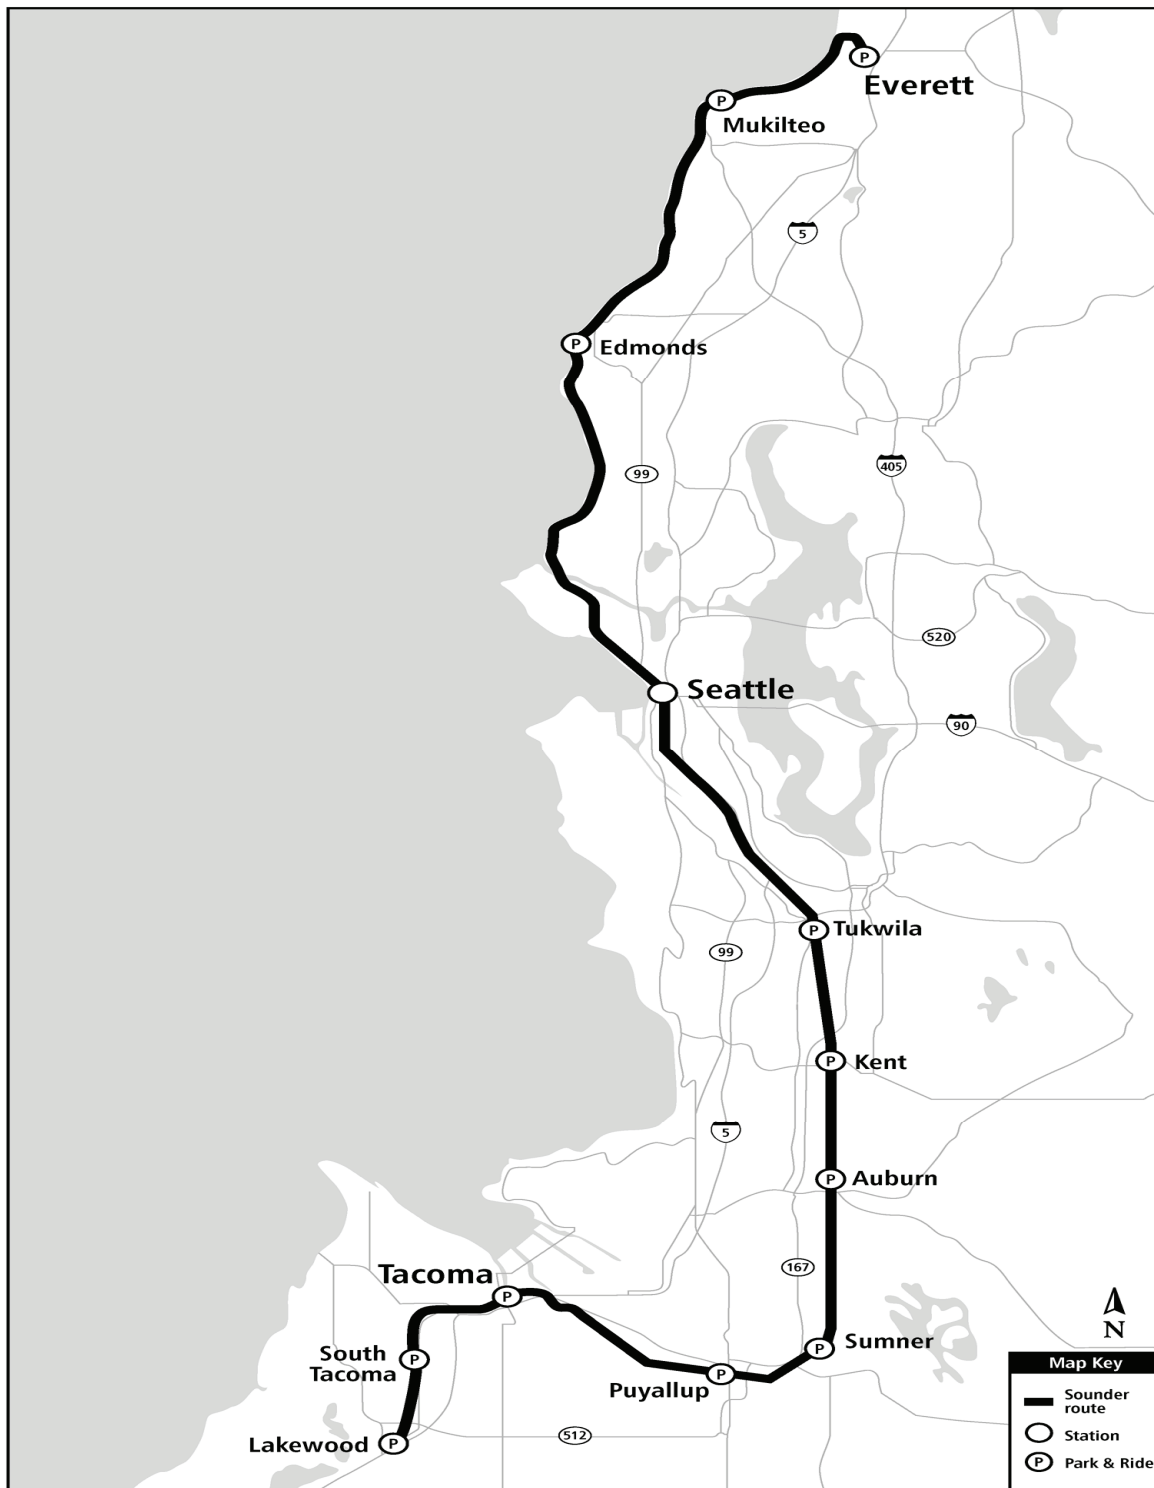 P
Everett
P
Mukilteo
5
P
Edmonds
99
405
520
Seattle
90
P
Tukwila
99
P
Kent
5
P
Auburn
167
Tacoma
P
P
Sumner
South
Tacoma
P
P
Puyallup
512
Lakewood
P
N
Map Key
Sounder
route
Station
P
Park & Ride